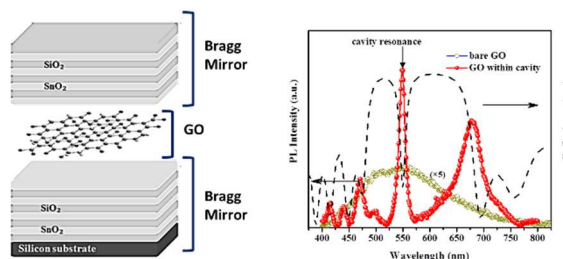 Bragg
Mirror
SiO₂
SnO₂
GO
Bragg
Mirror
SiO₂
SnO₂
Silicon substrate
cavity resonance
bare GO
GO within cavity
(×5)
PL Intensity (a.u.)
400 450 500 550 600 650 700 750 800
Wavelength (nm)